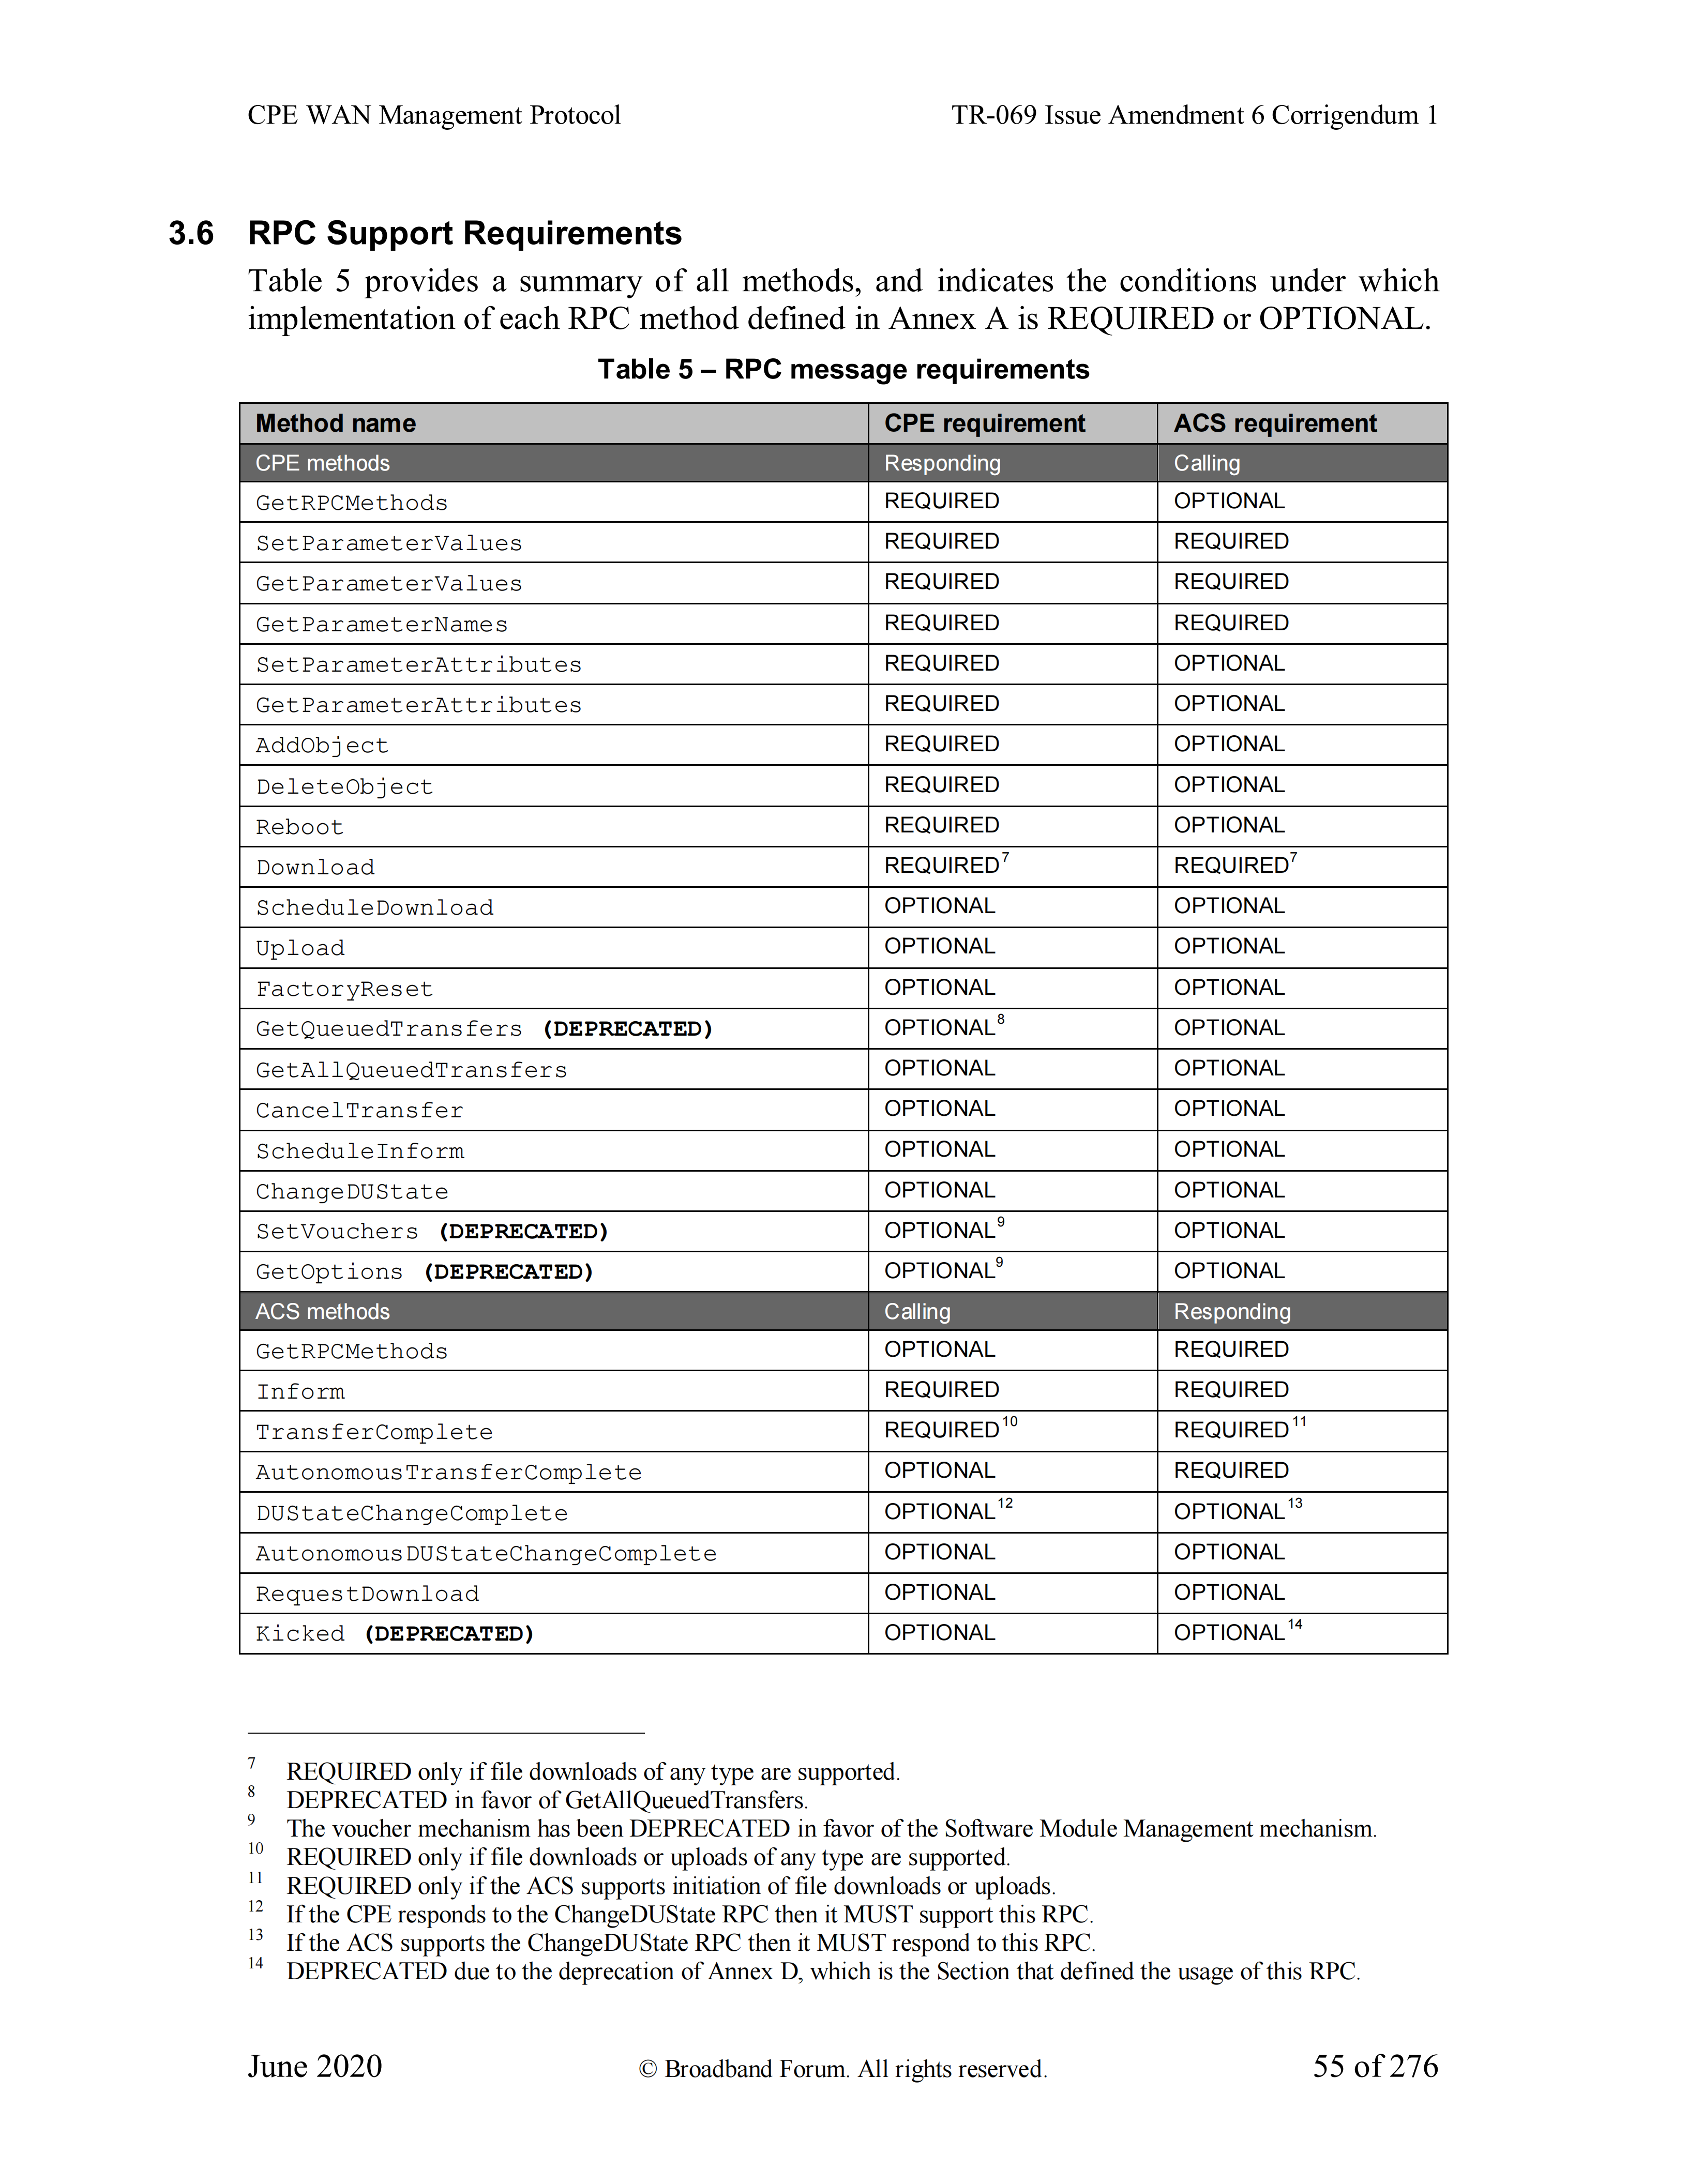 CPE WAN Management Protocol TR-069 Issue Amendment 6 Corrigendum 1
3.6 RPC Support Requirements
Table 5 provides a summary of all methods, and indicates the conditions under which
implementation of each RPC method defined in Annex A is REQUIRED or OPTIONAL.
Table 5 – RPC message requirements
Method name CPE requirement ACS requirement
CPE methods Responding Calling
GetRPCMethods REQUIRED OPTIONAL
SetParameterValues REQUIRED REQUIRED
GetParameterValues REQUIRED REQUIRED
GetParameterNames REQUIRED REQUIRED
SetParameterAttributes REQUIRED OPTIONAL
GetParameterAttributes REQUIRED OPTIONAL
AddObject REQUIRED OPTIONAL
DeleteObject REQUIRED OPTIONAL
Reboot REQUIRED OPTIONAL
Download REQUIRED7 REQUIRED7
ScheduleDownload OPTIONAL OPTIONAL
Upload OPTIONAL OPTIONAL
FactoryReset OPTIONAL OPTIONAL
GetQueuedTransfers (DEPRECATED) OPTIONAL8 OPTIONAL
GetAllQueuedTransfers OPTIONAL OPTIONAL
CancelTransfer OPTIONAL OPTIONAL
ScheduleInform OPTIONAL OPTIONAL
ChangeDUState OPTIONAL OPTIONAL
SetVouchers (DEPRECATED) OPTIONAL9 OPTIONAL
GetOptions (DEPRECATED) OPTIONAL9 OPTIONAL
ACS methods Calling Responding
GetRPCMethods OPTIONAL REQUIRED
Inform REQUIRED REQUIRED
TransferComplete REQUIRED10 REQUIRED11
AutonomousTransferComplete OPTIONAL REQUIRED
DUStateChangeComplete OPTIONAL12 OPTIONAL13
AutonomousDUStateChangeComplete OPTIONAL OPTIONAL
RequestDownload OPTIONAL OPTIONAL
Kicked (DEPRECATED) OPTIONAL OPTIONAL14
7 REQUIRED only if file downloads of any type are supported.
8 DEPRECATED in favor of GetAllQueuedTransfers.
9 The voucher mechanism has been DEPRECATED in favor of the Software Module Management mechanism.
10 REQUIRED only if file downloads or uploads of any type are supported.
11 REQUIRED only if the ACS supports initiation of file downloads or uploads.
12 If the CPE responds to the ChangeDUState RPC then it MUST support this RPC.
13 If the ACS supports the ChangeDUState RPC then it MUST respond to this RPC.
14 DEPRECATED due to the deprecation of Annex D, which is the Section that defined the usage of this RPC.
June 2020 © Broadband Forum. All rights reserved. 55 of 276